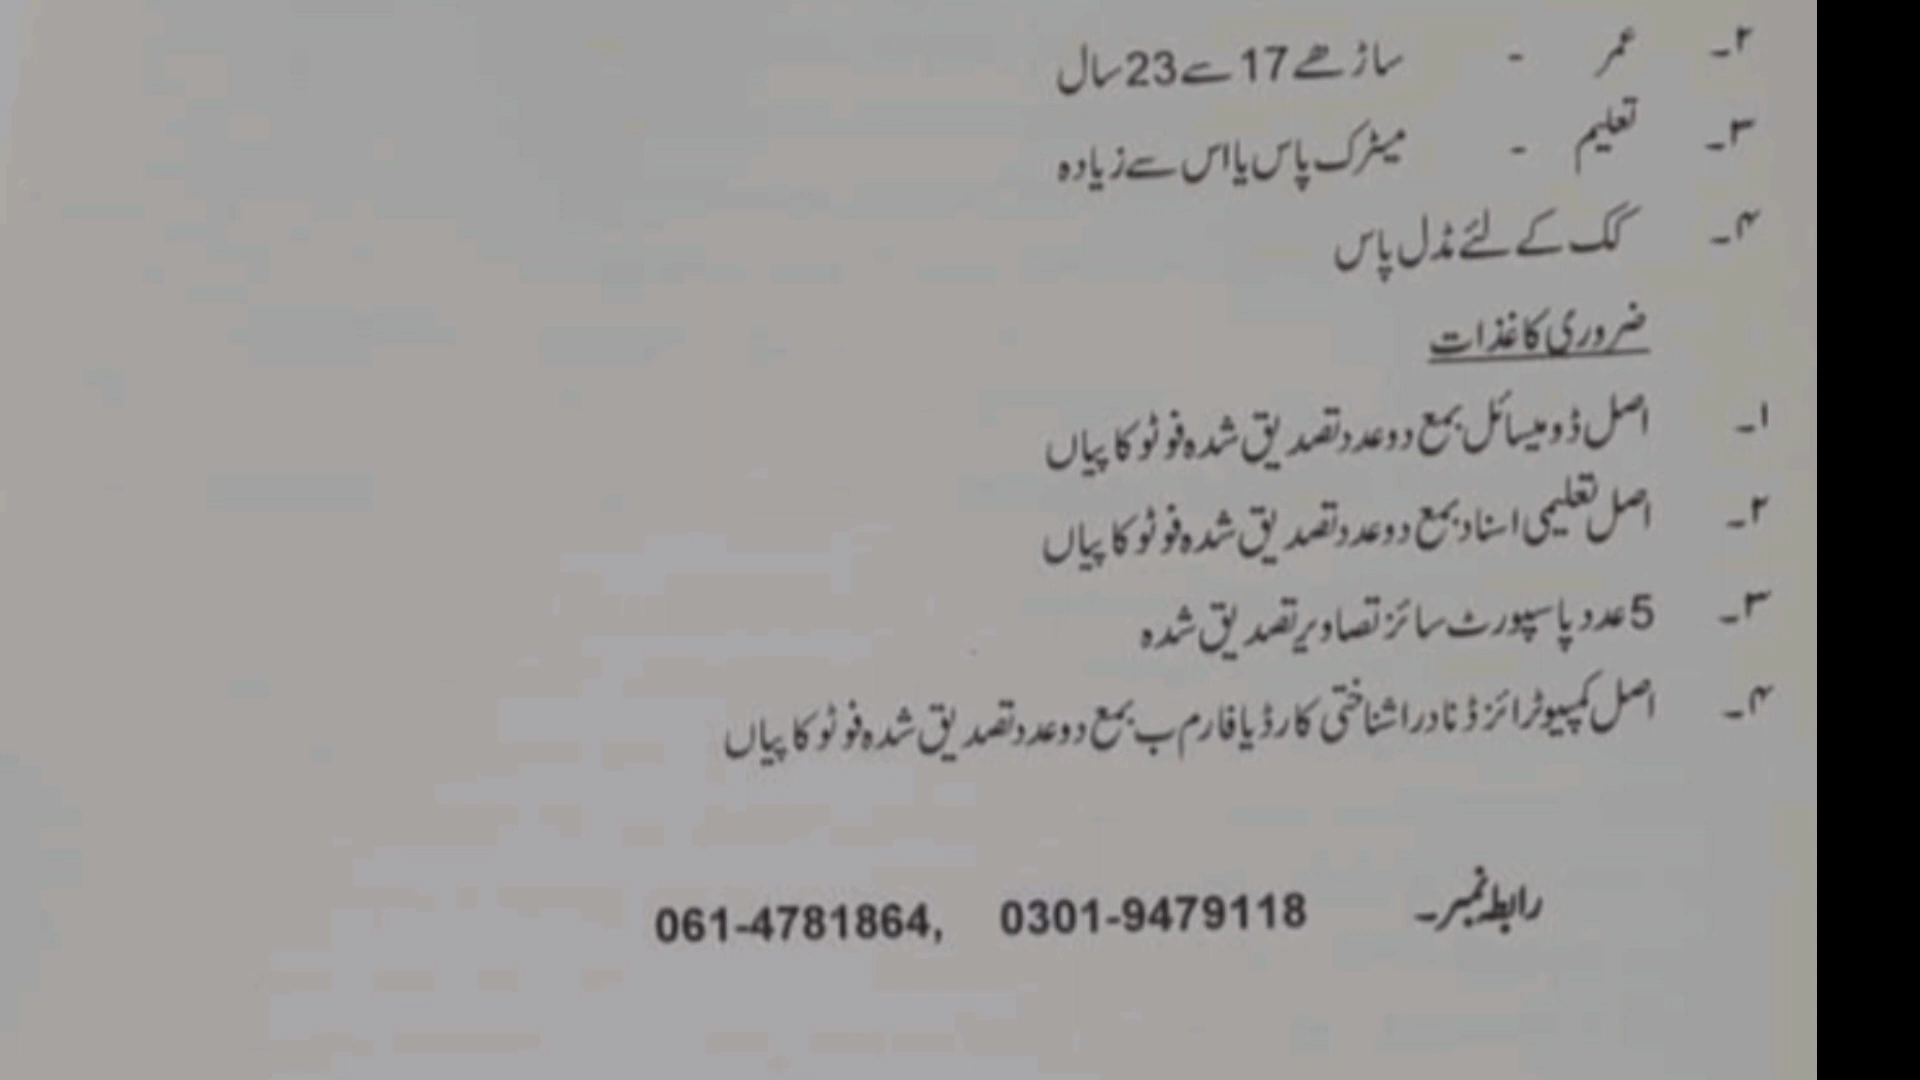 ۲۔ عمر - ساڑھے 17 سے 23 سال
۳۔ تعلیم - میٹرک پاس یا اس سے زیادہ
۴۔ کک کے لئے مڈل پاس
ضروری کاغذات
۱۔ اصل ڈومیسائل بمع دو عدد تصدیق شدہ فوٹو کاپیاں
۲۔ اصل تعلیمی اسناد بمع دو عدد تصدیق شدہ فوٹو کاپیاں
۳۔ 5 عدد پاسپورٹ سائز تصاویر تصدیق شدہ
۴۔ اصل کمپیوٹرائزڈ نادرا شناختی کارڈ یا فارم ب بمع دو عدد تصدیق شدہ فوٹو کاپیاں
رابطہ نمبر۔ 0301-9479118 ,061-4781864